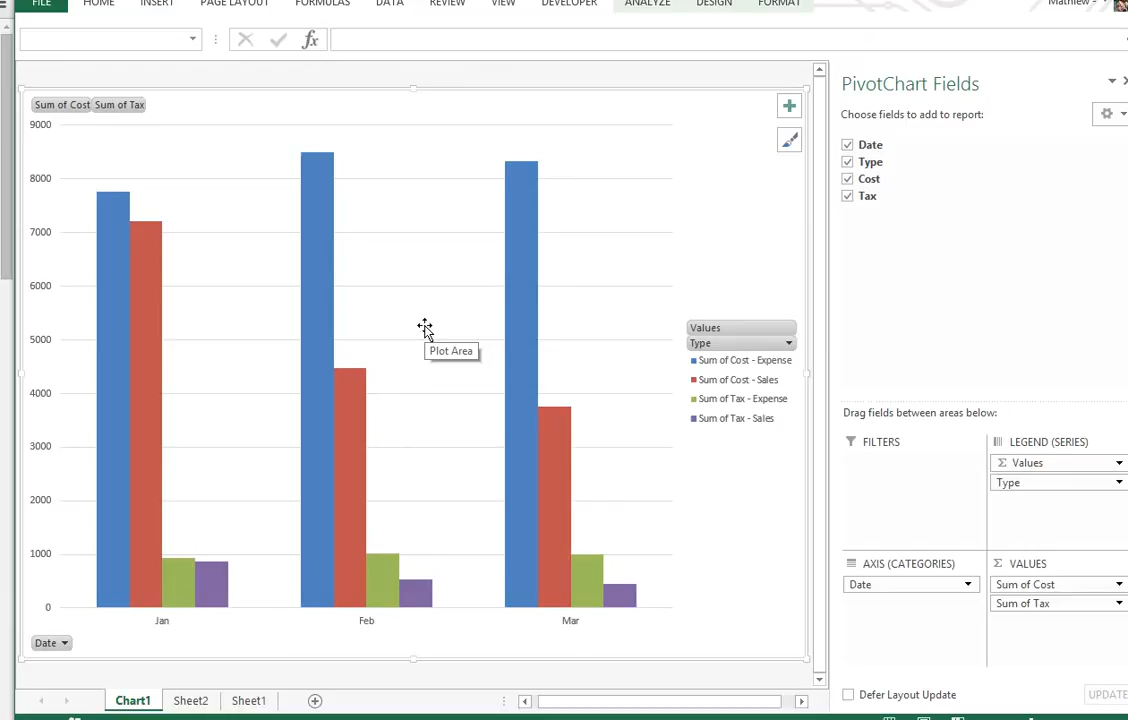 FILE HOME INSERT PAGE LAYOUT FORMULAS DATA REVIEW VIEW DEVELOPER ANALYZE DESIGN FORMAT Mathew -
fx
PivotChart Fields
Choose fields to add to report:
Date
Type
Cost
Tax
Sum of Cost Sum of Tax
9000
8000
7000
6000
5000
4000
3000
2000
1000
0
Jan Feb Mar
Plot Area
Values
Type
Sum of Cost - Expense
Sum of Cost - Sales
Sum of Tax - Expense
Sum of Tax - Sales
Date
Drag fields between areas below:
FILTERS
LEGEND (SERIES)
Σ Values
Type
AXIS (CATEGORIES)
Date
Σ VALUES
Sum of Cost
Sum of Tax
Defer Layout Update
UPDATE
Chart1 Sheet2 Sheet1